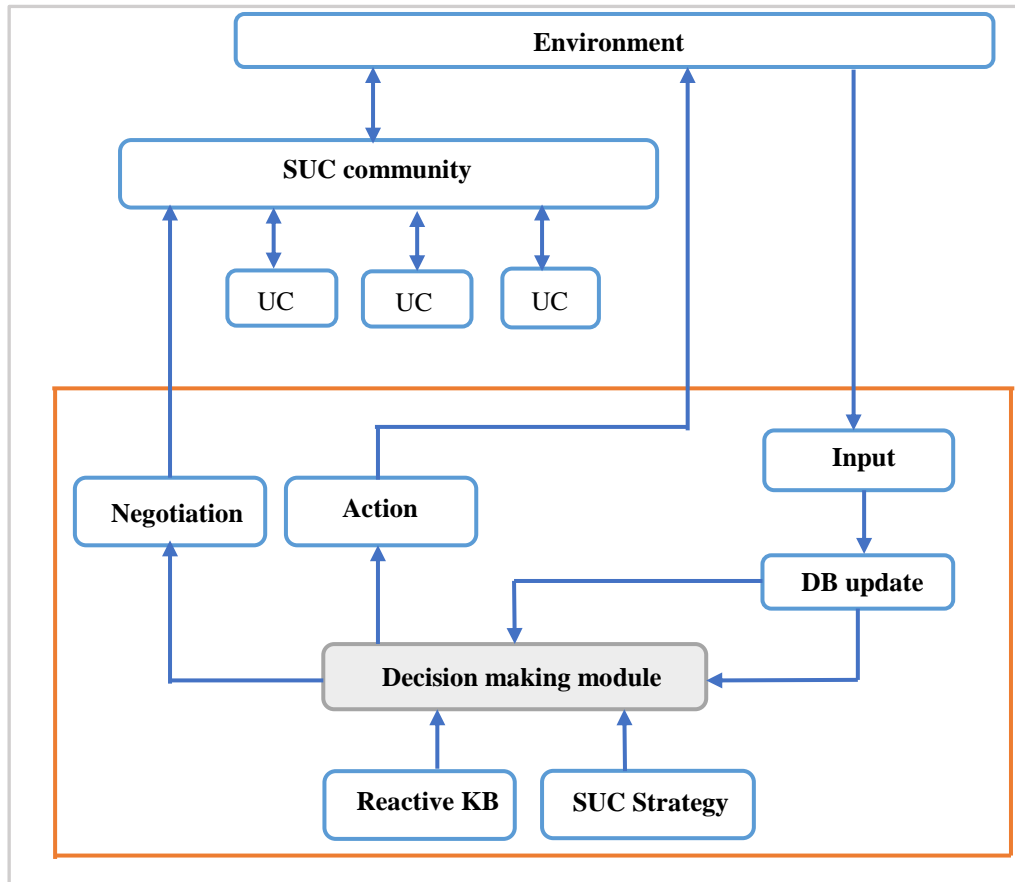 Environment
SUC community
UC
UC
UC
Input
Negotiation
Action
DB update
Decision making module
Reactive KB
SUC Strategy